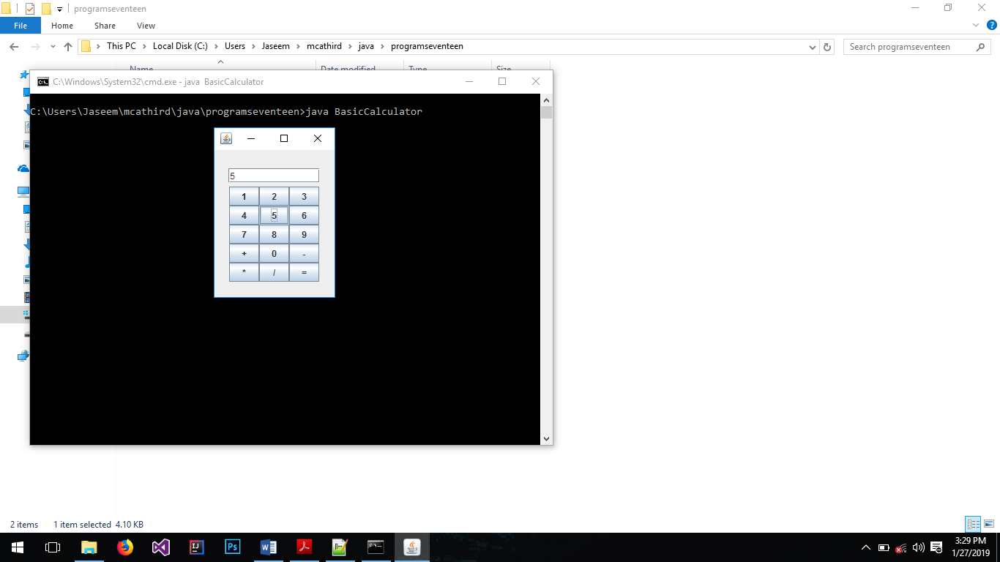 programseventeen
File Home Share View
This PC Local Disk (C:) Users Jaseem mcathird java programseventeen
Search programseventeen
Name Date modified Type Size
C:\Windows\System32\cmd.exe - java BasicCalculator
C:\Users\Jaseem\mcathird\java\programseventeen>java BasicCalculator
5
1 2 3
4 5 6
7 8 9
+ 0 -
* / =
2 items 1 item selected 4.10 KB
3:29 PM
1/27/2019